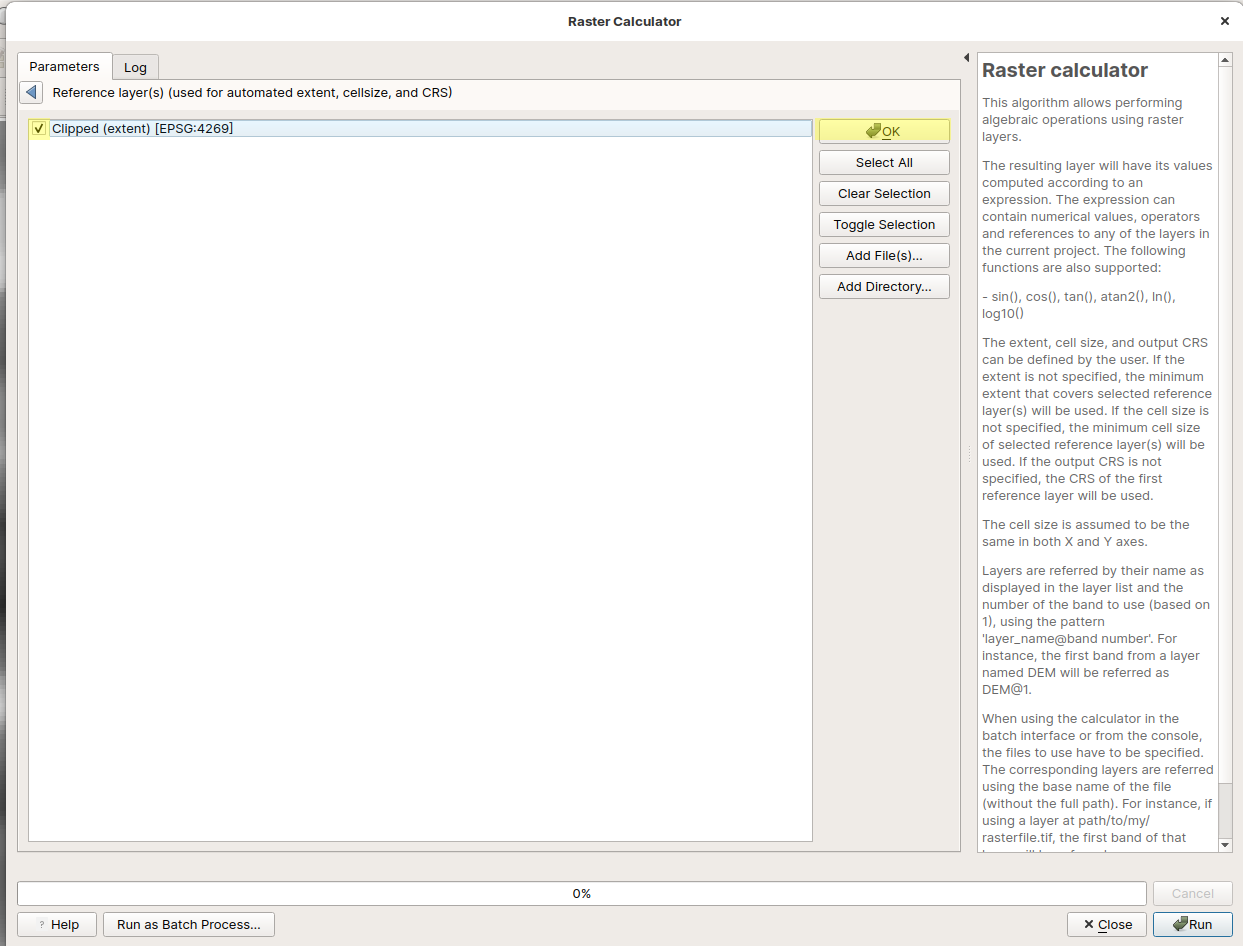 Raster Calculator
Parameters
Log
Reference layer(s) (used for automated extent, cellsize, and CRS)
Clipped (extent) [EPSG:4269]
OK
Select All
Clear Selection
Toggle Selection
Add File(s)...
Add Directory...
Raster calculator
This algorithm allows performing
algebraic operations using raster
layers.
The resulting layer will have its values
computed according to an
expression. The expression can
contain numerical values, operators
and references to any of the layers in
the current project. The following
functions are also supported:
- sin(), cos(), tan(), atan2(), ln(),
log10()
The extent, cell size, and output CRS
can be defined by the user. If the
extent is not specified, the minimum
extent that covers selected reference
layer(s) will be used. If the cell size is
not specified, the minimum cell size
of selected reference layer(s) will be
used. If the output CRS is not
specified, the CRS of the first
reference layer will be used.
The cell size is assumed to be the
same in both X and Y axes.
Layers are referred by their name as
displayed in the layer list and the
number of the band to use (based on
1), using the pattern
'layer_name@band number'. For
instance, the first band from a layer
named DEM will be referred as
DEM@1.
When using the calculator in the
batch interface or from the console,
the files to use have to be specified.
The corresponding layers are referred
using the base name of the file
(without the full path). For instance, if
using a layer at path/to/my/
rasterfile.tif, the first band of that
0%
Cancel
? Help
Run as Batch Process...
Close
Run